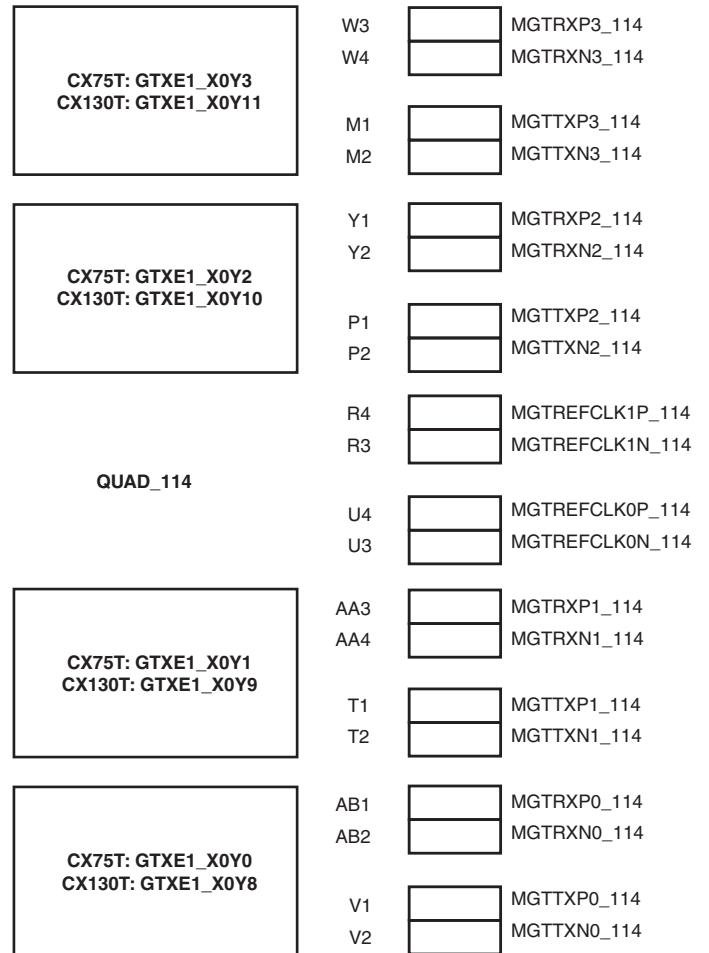 CX75T: GTXE1_X0Y3
CX130T: GTXE1_X0Y11
W3 MGTRXP3_114
W4 MGTRXN3_114
M1 MGTTXP3_114
M2 MGTTXN3_114
CX75T: GTXE1_X0Y2
CX130T: GTXE1_X0Y10
Y1 MGTRXP2_114
Y2 MGTRXN2_114
P1 MGTTXP2_114
P2 MGTTXN2_114
QUAD_114
R4 MGTREFCLK1P_114
R3 MGTREFCLK1N_114
U4 MGTREFCLK0P_114
U3 MGTREFCLK0N_114
CX75T: GTXE1_X0Y1
CX130T: GTXE1_X0Y9
AA3 MGTRXP1_114
AA4 MGTRXN1_114
T1 MGTTXP1_114
T2 MGTTXN1_114
CX75T: GTXE1_X0Y0
CX130T: GTXE1_X0Y8
AB1 MGTRXP0_114
AB2 MGTRXN0_114
V1 MGTTXP0_114
V2 MGTTXN0_114